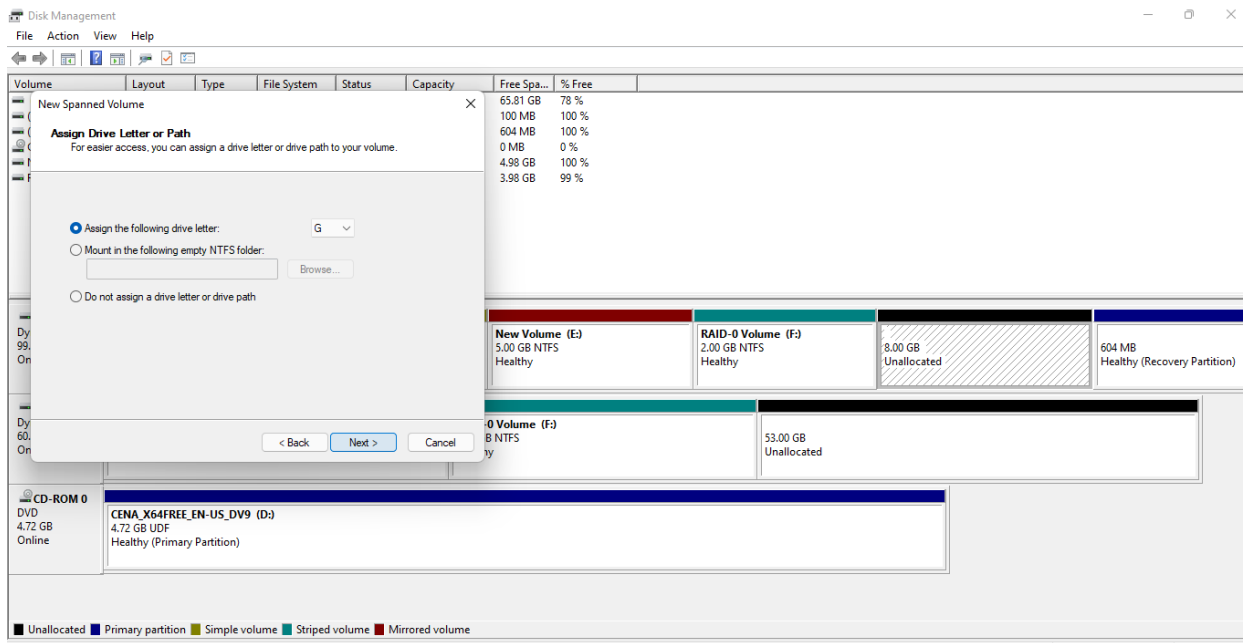 Disk Management
File Action View Help
Volume Layout Type File System Status Capacity Free Spa... % Free
65.81 GB 78 %
100 MB 100 %
604 MB 100 %
0 MB 0 %
4.98 GB 100 %
3.98 GB 99 %
New Spanned Volume
Assign Drive Letter or Path
For easier access, you can assign a drive letter or drive path to your volume.
Assign the following drive letter: G
Mount in the following empty NTFS folder:
Browse...
Do not assign a drive letter or drive path
< Back Next > Cancel
Dy
99.
On
New Volume (E:)
5.00 GB NTFS
Healthy
RAID-0 Volume (F:)
2.00 GB NTFS
Healthy
8.00 GB
Unallocated
604 MB
Healthy (Recovery Partition)
Dy
60.
On
-0 Volume (F:)
B NTFS
hy
53.00 GB
Unallocated
CD-ROM 0
DVD
4.72 GB
Online
CENA_X64FREE_EN-US_DV9 (D:)
4.72 GB UDF
Healthy (Primary Partition)
Unallocated Primary partition Simple volume Striped volume Mirrored volume